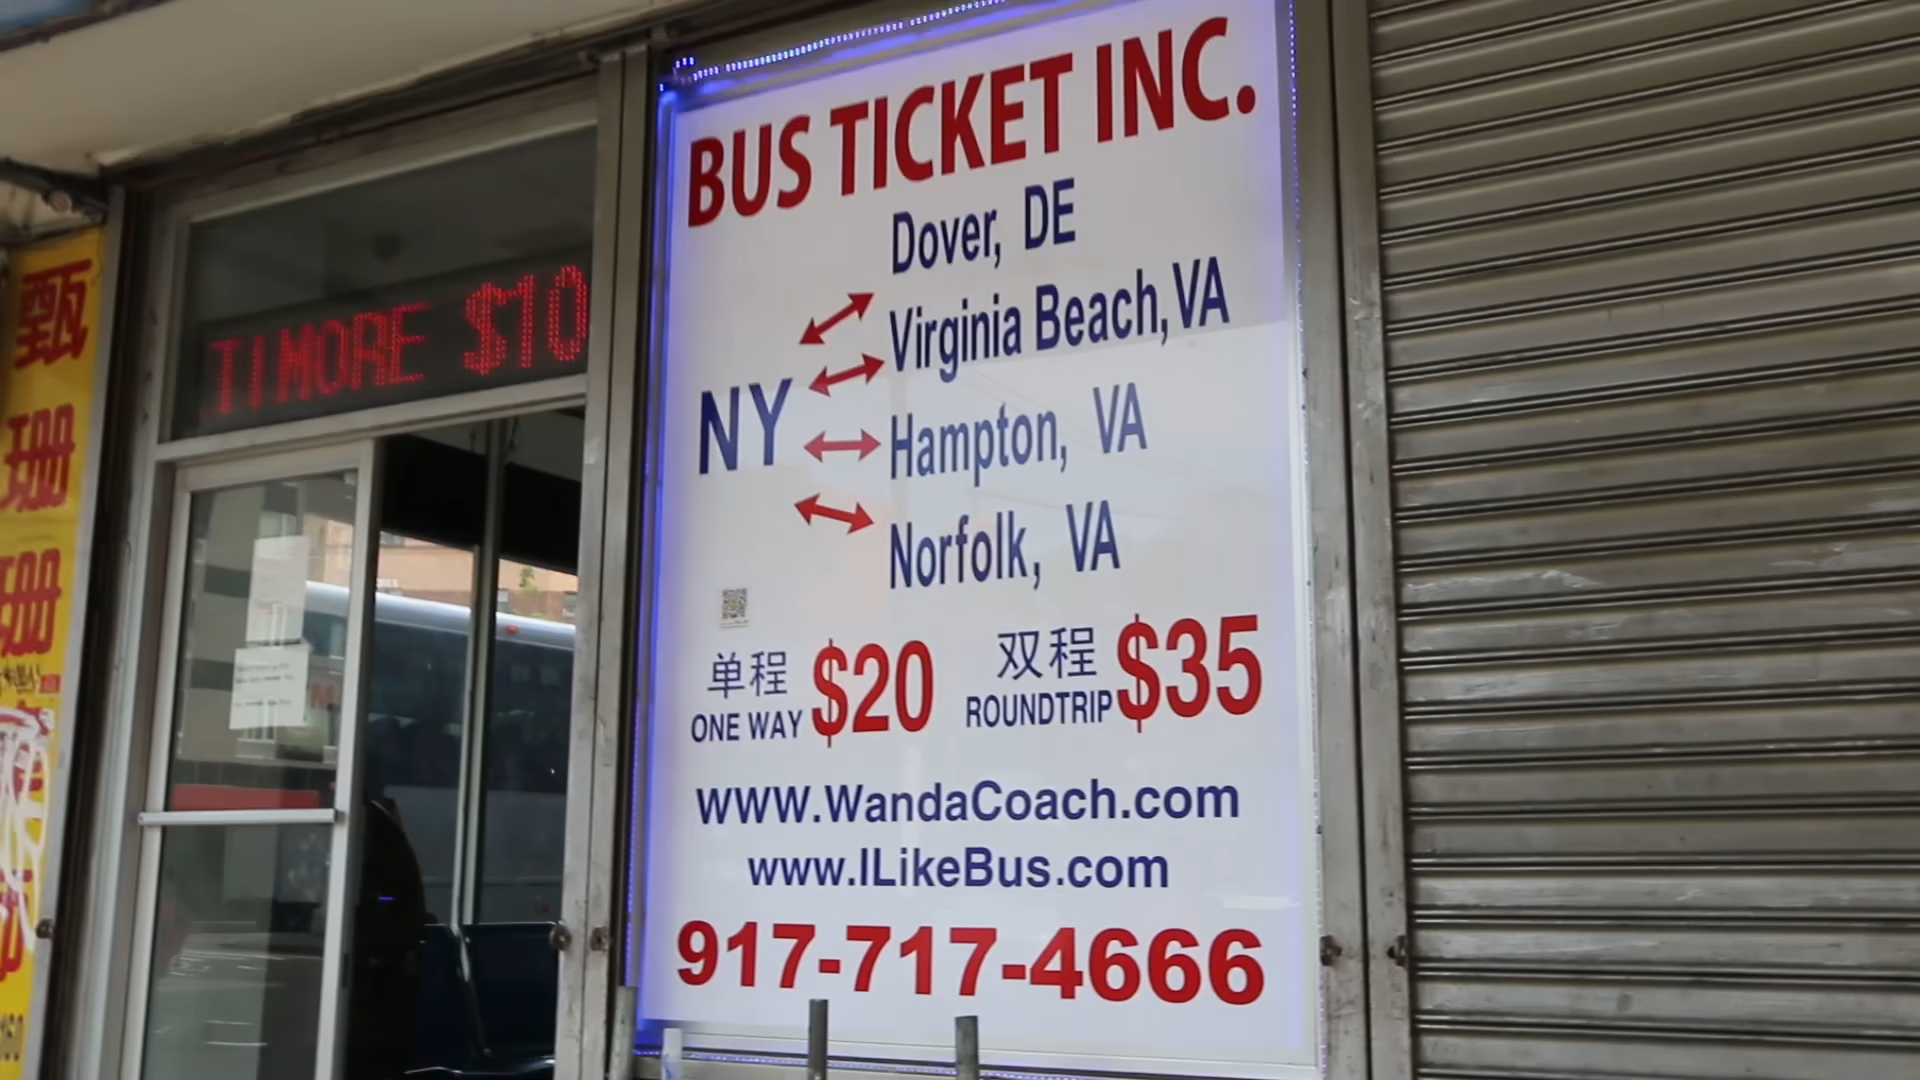 BUS TICKET INC.
Dover, DE
Virginia Beach, VA
NY
Hampton, VA
Norfolk, VA
单程 $20 双程 $35
ONE WAY ROUNDTRIP
WWW.WandaCoach.com
www.ILikeBus.com
917-717-4666
TIMORE $10
甄
珊
珊